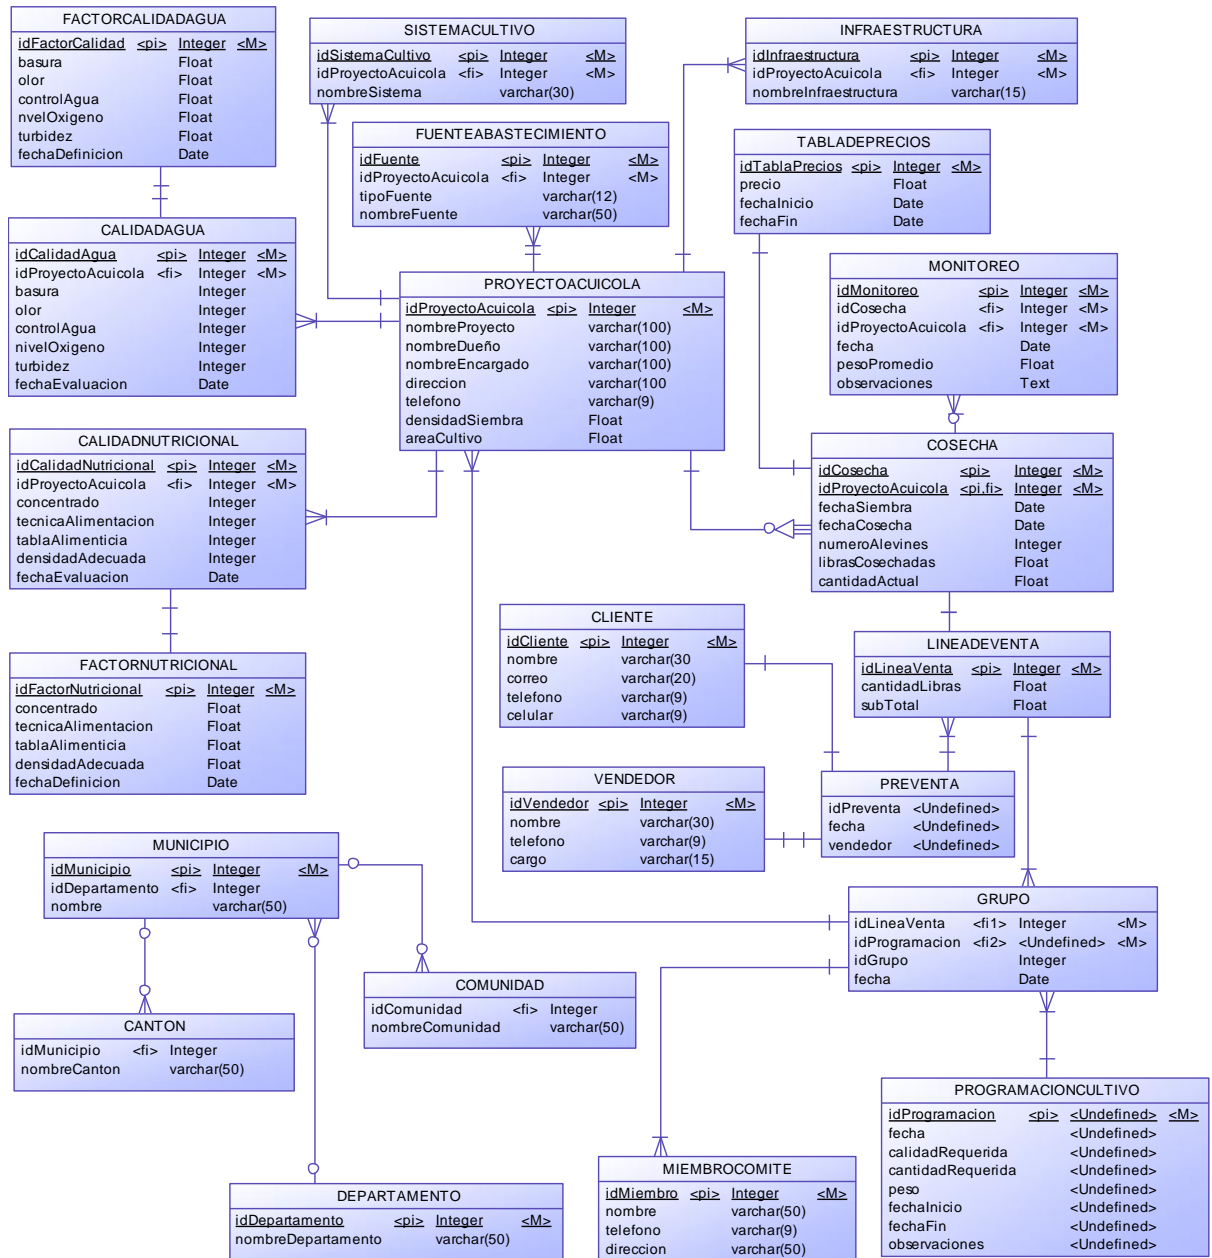 FACTORCALIDADAGUA
idFactorCalidad <pi> Integer <M>
basura Float
olor Float
controlAgua Float
nvelOxigeno Float
turbidez Float
fechaDefinicion Date
SISTEMACULTIVO
idSistemaCultivo <pi> Integer <M>
idProyectoAcuicola <fi> Integer <M>
nombreSistema varchar(30)
INFRAESTRUCTURA
idInfraestructura <pi> Integer <M>
idProyectoAcuicola <fi> Integer <M>
nombreInfraestructura varchar(15)
FUENTEABASTECIMIENTO
idFuente <pi> Integer <M>
idProyectoAcuicola <fi> Integer <M>
tipoFuente varchar(12)
nombreFuente varchar(50)
TABLADEPRECIOS
idTablaPrecios <pi> Integer <M>
precio Float
fechaInicio Date
fechaFin Date
CALIDADAGUA
idCalidadAgua <pi> Integer <M>
idProyectoAcuicola <fi> Integer <M>
basura Integer
olor Integer
controlAgua Integer
nivelOxigeno Integer
turbidez Integer
fechaEvaluacion Date
PROYECTOACUICOLA
idProyectoAcuicola <pi> Integer <M>
nombreProyecto varchar(100)
nombreDueño varchar(100)
nombreEncargado varchar(100)
direccion varchar(100
telefono varchar(9)
densidadSiembra Float
areaCultivo Float
MONITOREO
idMonitoreo <pi> Integer <M>
idCosecha <fi> Integer <M>
idProyectoAcuicola <fi> Integer <M>
fecha Date
pesoPromedio Float
observaciones Text
CALIDADNUTRICIONAL
idCalidadNutricional <pi> Integer <M>
idProyectoAcuicola <fi> Integer <M>
concentrado Integer
tecnicaAlimentacion Integer
tablaAlimenticia Integer
densidadAdecuada Integer
fechaEvaluacion Date
COSECHA
idCosecha <pi> Integer <M>
idProyectoAcuicola <pi,fi> Integer <M>
fechaSiembra Date
fechaCosecha Date
numeroAlevines Integer
librasCosechadas Float
cantidadActual Float
CLIENTE
idCliente <pi> Integer <M>
nombre varchar(30
correo varchar(20)
telefono varchar(9)
celular varchar(9)
LINEADEVENTA
idLineaVenta <pi> Integer <M>
cantidadLibras Float
subTotal Float
FACTORNUTRICIONAL
idFactorNutricional <pi> Integer <M>
concentrado Float
tecnicaAlimentacion Float
tablaAlimenticia Float
densidadAdecuada Float
fechaDefinicion Date
VENDEDOR
idVendedor <pi> Integer <M>
nombre varchar(30)
telefono varchar(9)
cargo varchar(15)
PREVENTA
idPreventa <Undefined>
fecha <Undefined>
vendedor <Undefined>
MUNICIPIO
idMunicipio <pi> Integer <M>
idDepartamento <fi> Integer
nombre varchar(50)
GRUPO
idLineaVenta <fi1> Integer <M>
idProgramacion <fi2> <Undefined> <M>
idGrupo Integer
fecha Date
COMUNIDAD
idComunidad <fi> Integer
nombreComunidad varchar(50)
CANTON
idMunicipio <fi> Integer
nombreCanton varchar(50)
PROGRAMACIONCULTIVO
idProgramacion <pi> <Undefined> <M>
fecha <Undefined>
calidadRequerida <Undefined>
cantidadRequerida <Undefined>
peso <Undefined>
fechaInicio <Undefined>
fechaFin <Undefined>
observaciones <Undefined>
MIEMBROCOMITE
idMiembro <pi> Integer <M>
nombre varchar(50)
telefono varchar(9)
direccion varchar(50)
DEPARTAMENTO
idDepartamento <pi> Integer <M>
nombreDepartamento varchar(50)